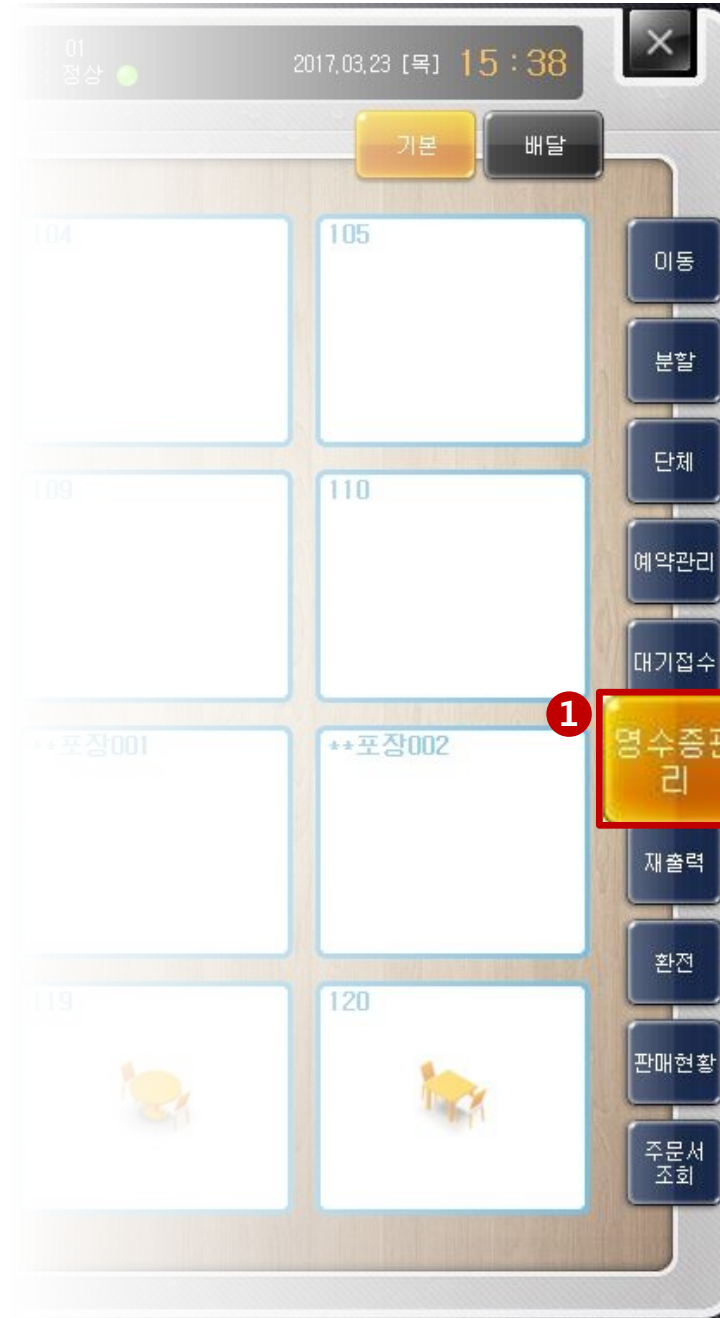 01
정상
2017.03.23 [목] 15 : 38
기본
배달
104
105
이동
분할
단체
109
110
예약관리
대기접수
1
**포장001
**포장002
영수증관
리
재출력
환전
119
120
판매현황
주문서
조회